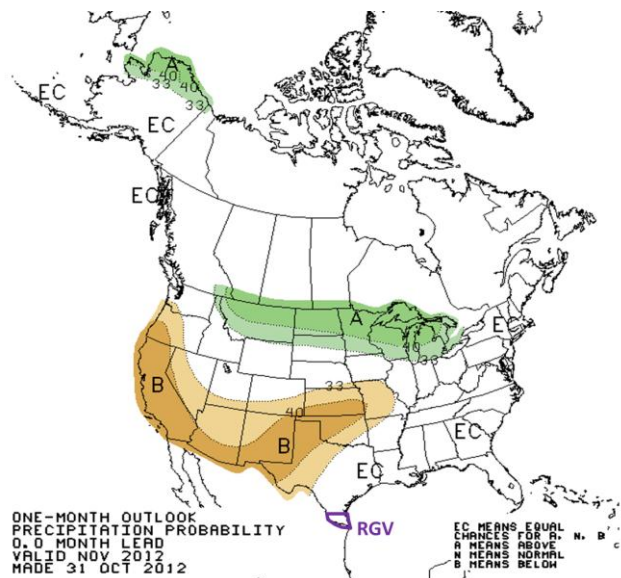 A
40
40
33
33
EC
EC
EC
A
E
40
33
B
33
40
B
EC
EC
RGV
ONE-MONTH OUTLOOK
PRECIPITATION PROBABILITY
0.0 MONTH LEAD
VALID NOV 2012
MADE 31 OCT 2012
EC MEANS EQUAL
CHANCES FOR A, N, B
A MEANS ABOVE
N MEANS NORMAL
B MEANS BELOW